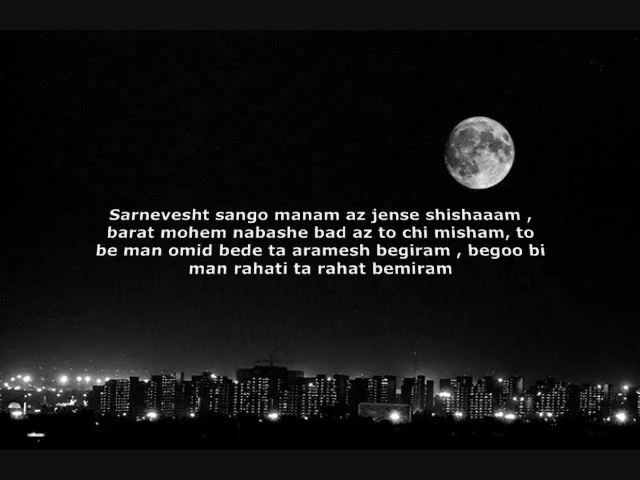 Sarnevesht sango manam az jense shishaaam ,
barat mohem nabashe bad az to chi misham, to
be man omid bede ta aramesh begiram , begoo bi
man rahati ta rahat bemiram